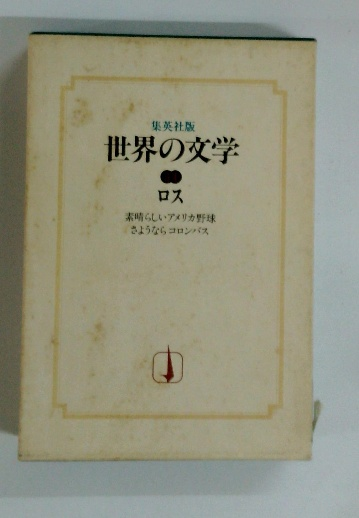 集英社版
世界の文学
ロス
素晴らしいアメリカ野球
さようならコロンバス